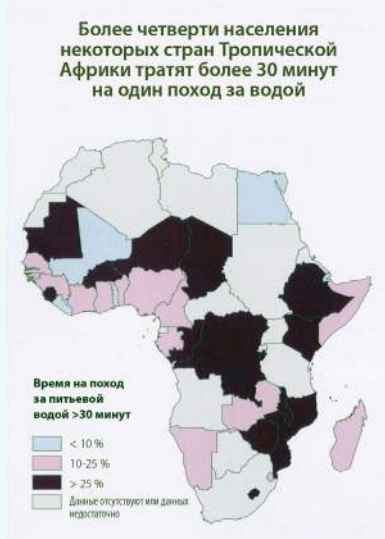 Более четверти населения
некоторых стран Тропической
Африки тратят более 30 минут
на один поход за водой
Время на поход
за питьевой
водой >30 минут
< 10 %
10-25 %
> 25 %
Данные отсутствуют или данных
недостаточно